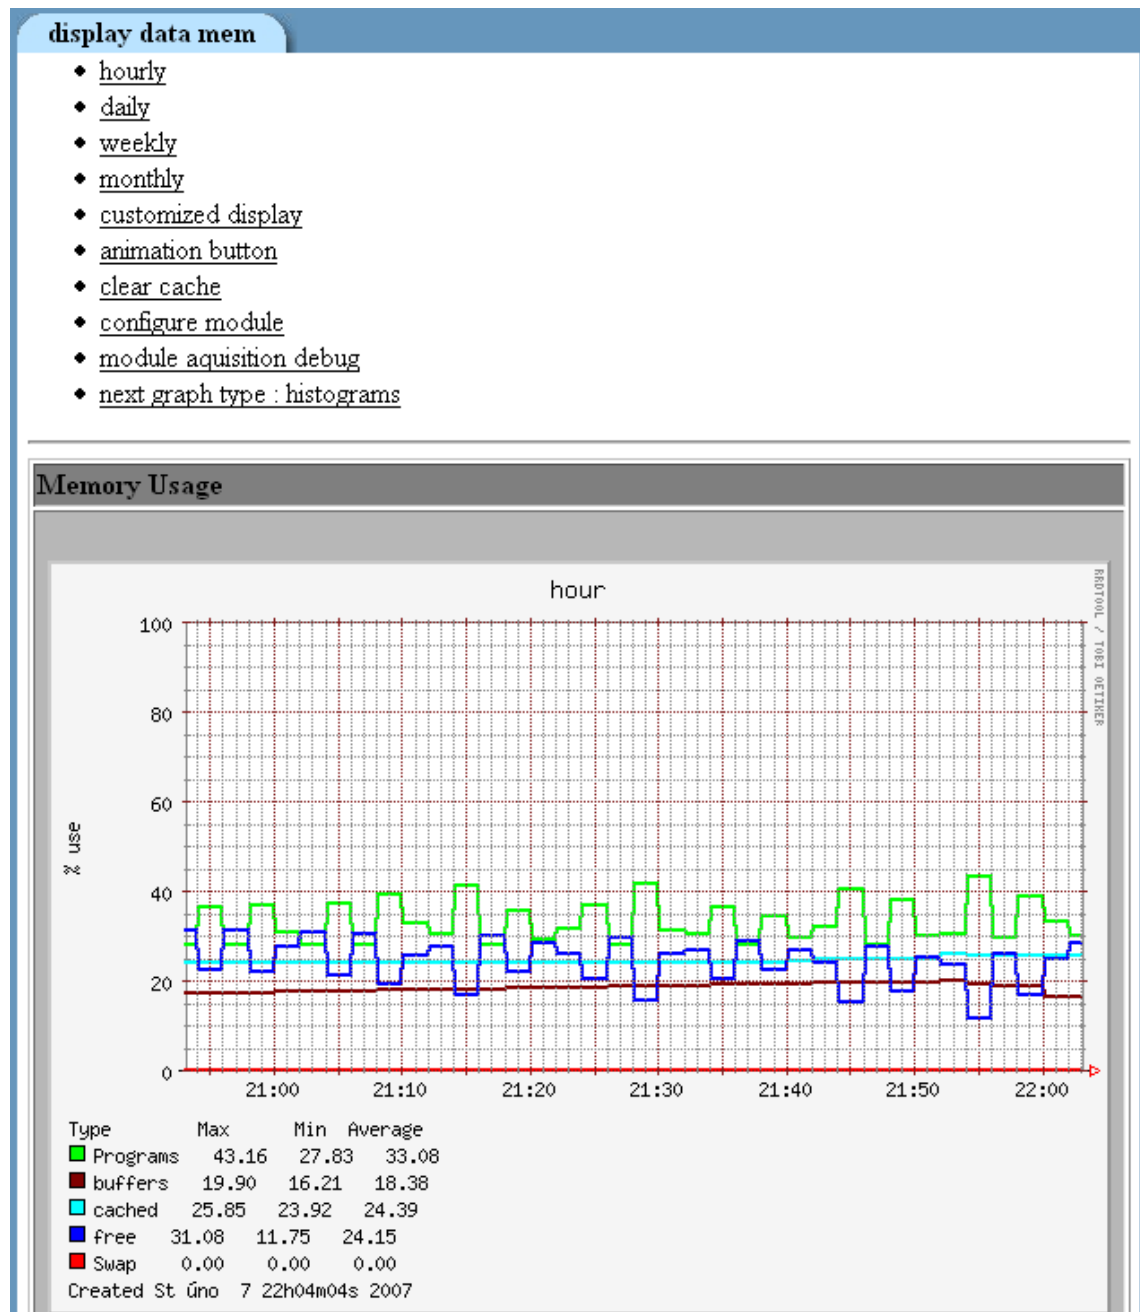 display data mem
hourly
daily
weekly
monthly
customized display
animation button
clear cache
configure module
module aquisition debug
next graph type : histograms
Memory Usage
hour
RRDTOOL / TOBI OETIKER
100
80
60
40
20
0
% use
21:00 21:10 21:20 21:30 21:40 21:50 22:00
Type Max Min Average
Programs 43.16 27.83 33.08
buffers 19.90 16.21 18.38
cached 25.85 23.92 24.39
free 31.08 11.75 24.15
Swap 0.00 0.00 0.00
Created St úno 7 22h04m04s 2007